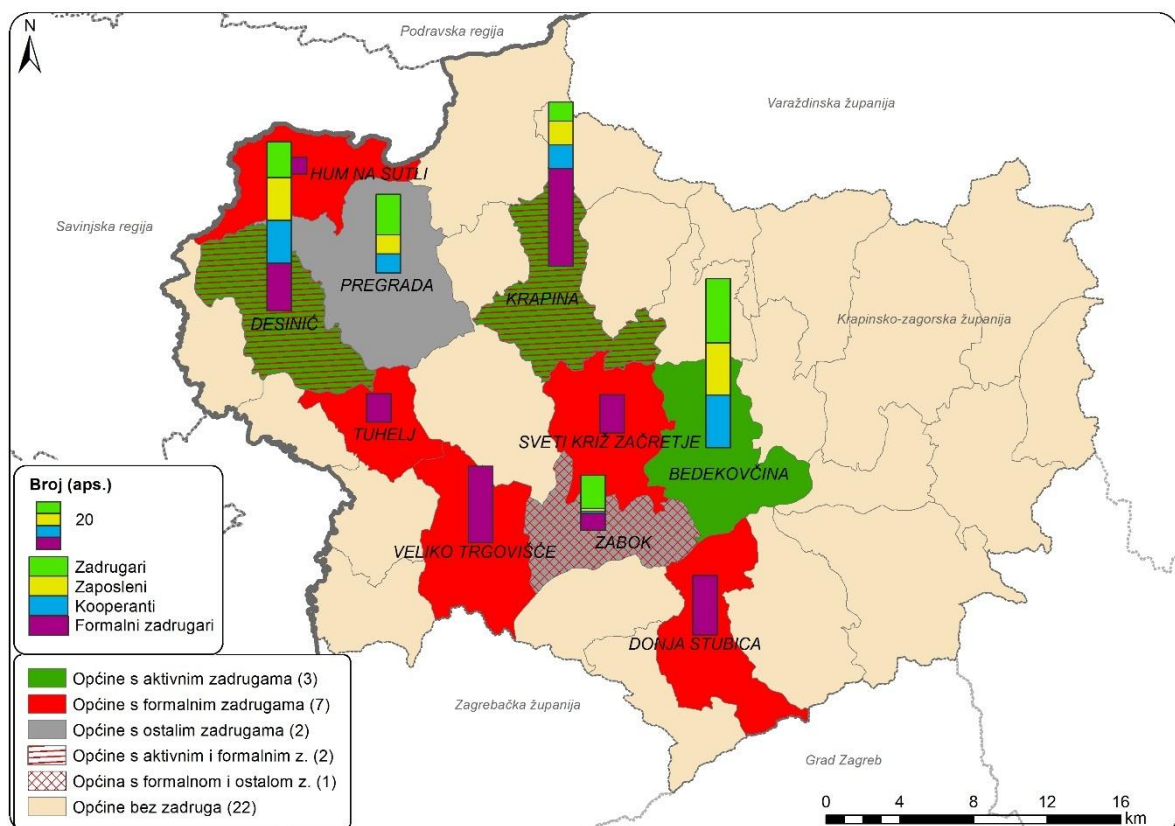 N
Podravska regija
Varaždinska županija
HUM NA SUTLI
Savinjska regija
PREGRADA
KRAPINA
DESINIĆ
Krapinsko-zagorska županija
TUHELJ
SVETI KRIŽ ZAČRETJE
BEDEKOVČINA
VELIKO TRGOVIŠĆE
ZABOK
DONJA STUBICA
Zagrebačka županija
Grad Zagreb
Broj (aps.)
20
Zadrugari
Zaposleni
Kooperanti
Formalni zadrugari
Općine s aktivnim zadrugama (3)
Općine s formalnim zadrugama (7)
Općine s ostalim zadrugama (2)
Općine s aktivnim i formalnim z. (2)
Općina s formalnom i ostalom z. (1)
Općine bez zadruga (22)
0 4 8 12 16
km